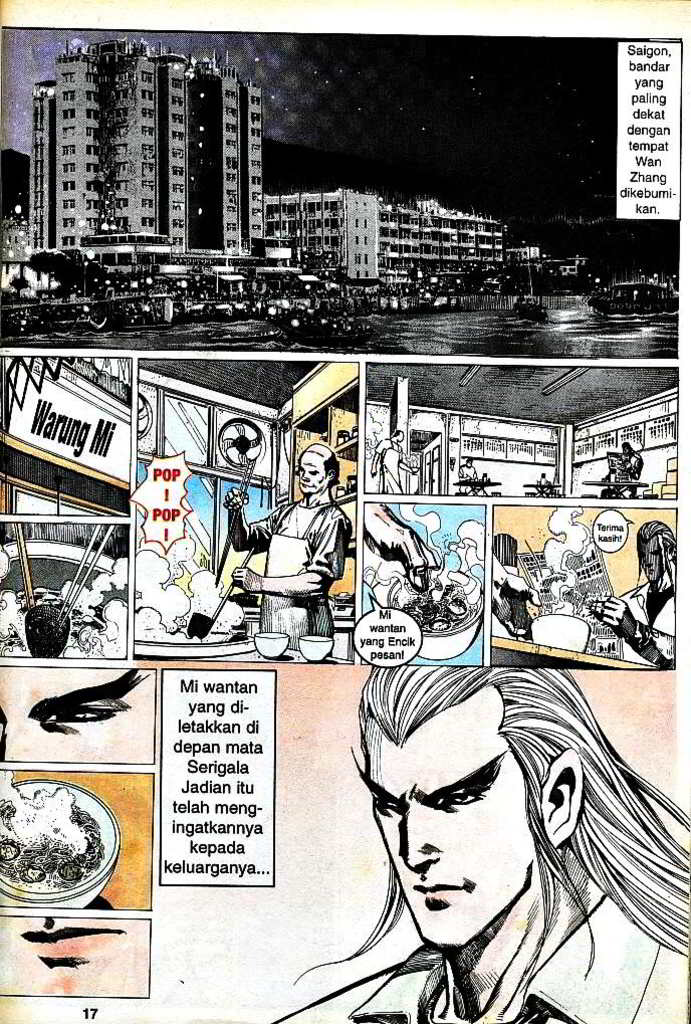 Saigon,
bandar
yang
paling
dekat
dengan
tempat
Wan
Zhang
dikebumi-
kan.
Warung Mi
POP
!
POP
!
Mi
wantan
yang Encik
pesan!
Terima
kasih!
Mi wantan
yang di-
letakkan di
depan mata
Serigala
Jadian itu
telah meng-
ingatkannya
kepada
keluarganya...
17